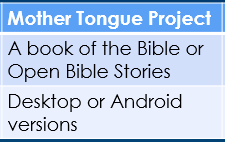 Mother Tongue Project
A book of the Bible or
Open Bible Stories
Desktop or Android
versions